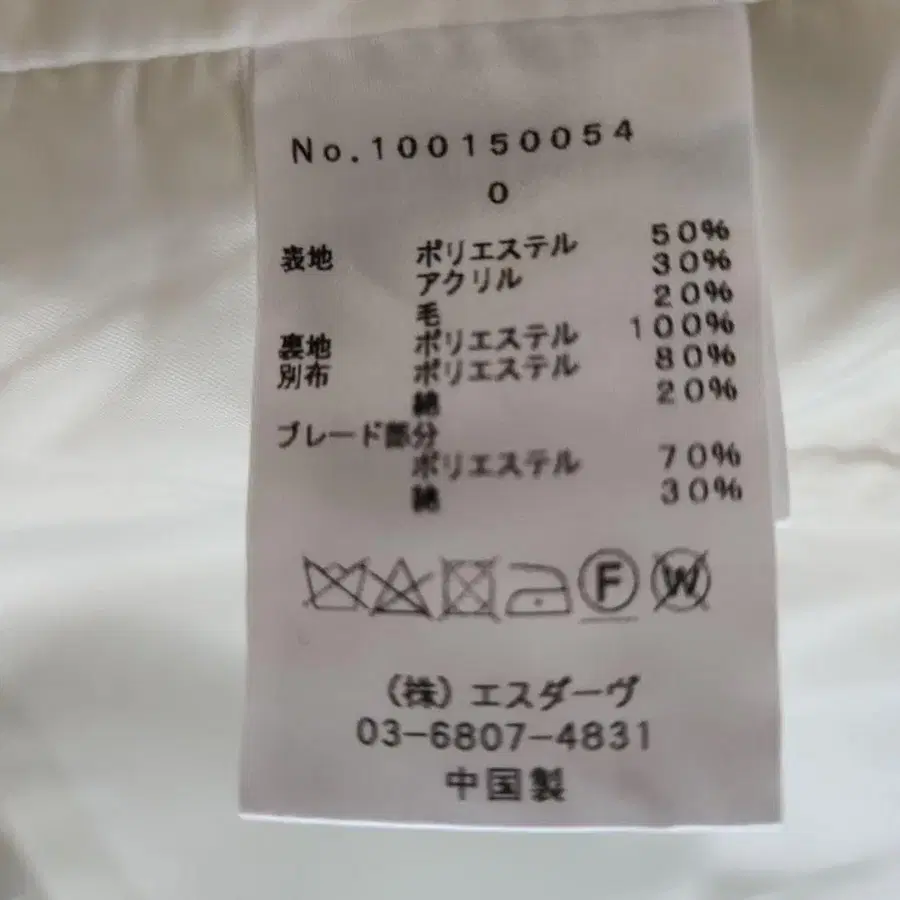 No.100150054
0
表地 ポリエステル 50%
アクリル 30%
毛 20%
裏地 ポリエステル 100%
別布 ポリエステル 80%
綿 20%
ブレード部分
ポリエステル 70%
綿 30%
F W
(株)エスダーヴ
03-6807-4831
中国製